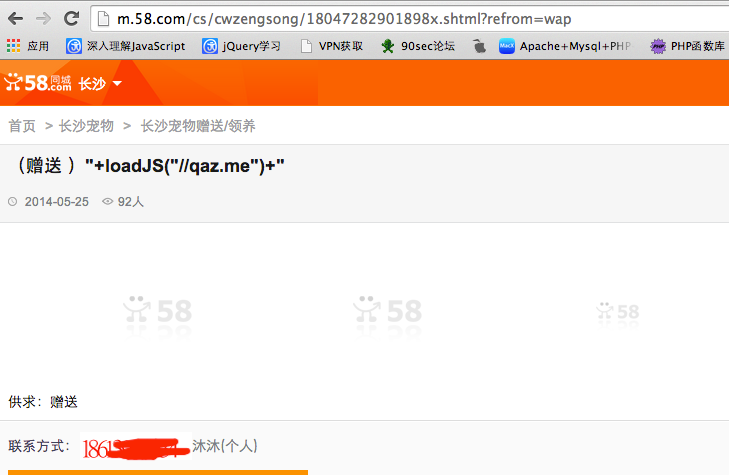 m.58.com/cs/cwzengsong/18047282901898x.shtml?refrom=wap
应用 深入理解JavaScript jQuery学习 VPN获取 90sec论坛 MacX Apache+Mysql+PHP php PHP函数库
58同城.com 长沙
首页 > 长沙宠物 > 长沙宠物赠送/领养
（赠送 ）"+loadJS("//qaz.me")+"
2014-05-25 92人
58 58 58
供求：赠送
联系方式： 沐沐(个人)